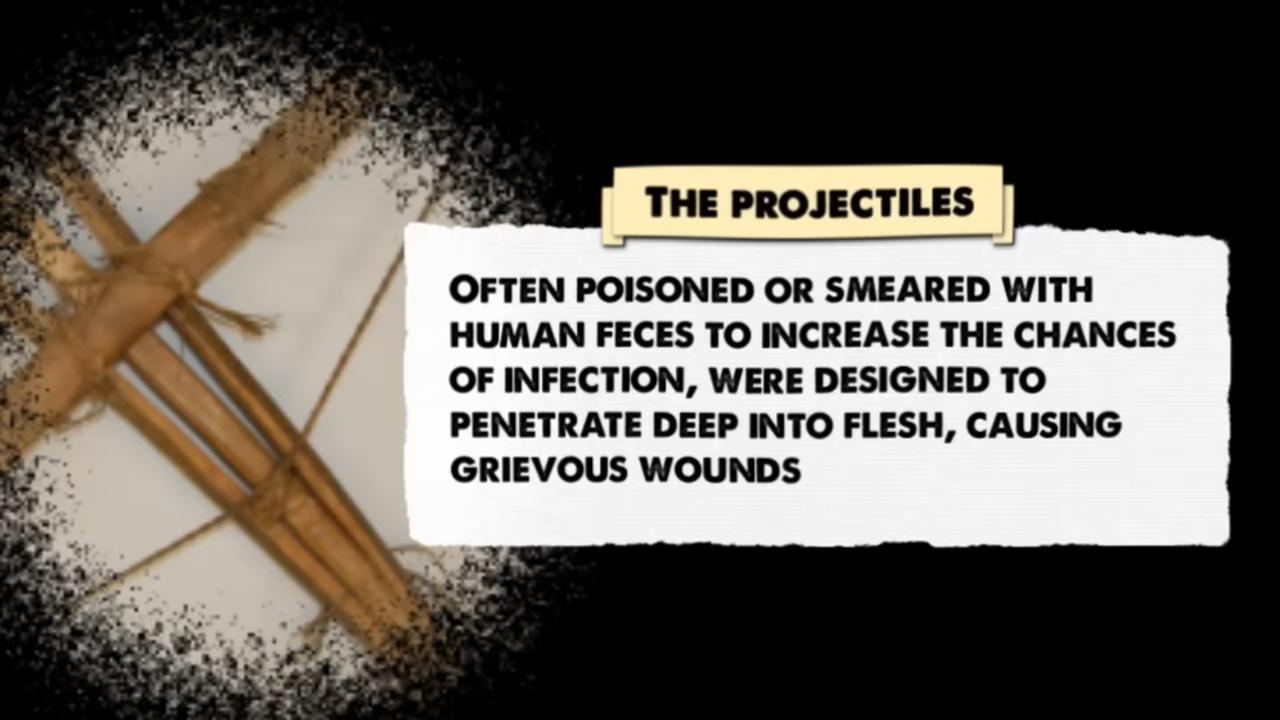 The projectiles
Often poisoned or smeared with
human feces to increase the chances
of infection, were designed to
penetrate deep into flesh, causing
grievous wounds